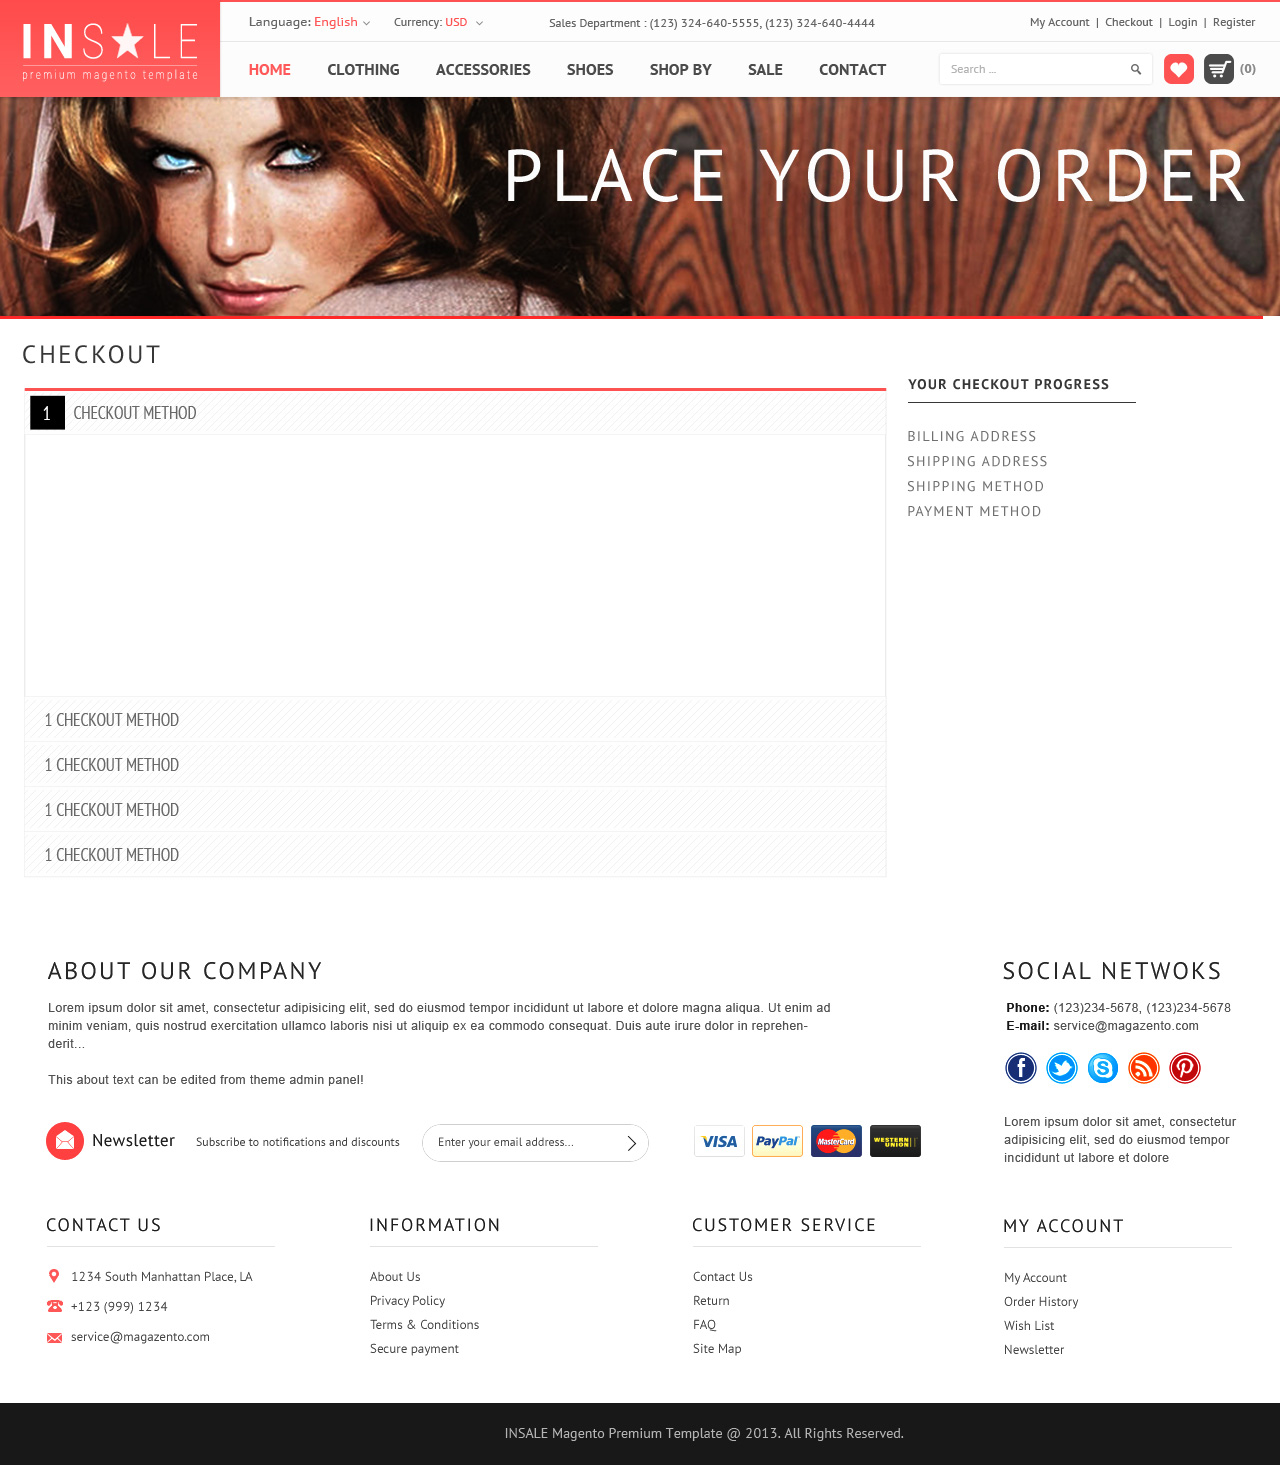 INSALE
premium magento template
Language: English
Currency: USD
Sales Department : (123) 324-640-5555, (123) 324-640-4444
My Account | Checkout | Login | Register
HOME CLOTHING ACCESSORIES SHOES SHOP BY SALE CONTACT
Search ...
(0)
PLACE YOUR ORDER
CHECKOUT
1 CHECKOUT METHOD
1 CHECKOUT METHOD
1 CHECKOUT METHOD
1 CHECKOUT METHOD
1 CHECKOUT METHOD
YOUR CHECKOUT PROGRESS
BILLING ADDRESS
SHIPPING ADDRESS
SHIPPING METHOD
PAYMENT METHOD
ABOUT OUR COMPANY
Lorem ipsum dolor sit amet, consectetur adipisicing elit, sed do eiusmod tempor incididunt ut labore et dolore magna aliqua. Ut enim ad
minim veniam, quis nostrud exercitation ullamco laboris nisi ut aliquip ex ea commodo consequat. Duis aute irure dolor in reprehen-
derit...
This about text can be edited from theme admin panel!
Newsletter
Subscribe to notifications and discounts
Enter your email address...
VISA
PayPal
MasterCard
WESTERN
UNION
SOCIAL NETWOKS
Phone: (123)234-5678, (123)234-5678
E-mail: service@magazento.com
Lorem ipsum dolor sit amet, consectetur
adipisicing elit, sed do eiusmod tempor
incididunt ut labore et dolore
CONTACT US
1234 South Manhattan Place, LA
+123 (999) 1234
service@magazento.com
INFORMATION
About Us
Privacy Policy
Terms & Conditions
Secure payment
CUSTOMER SERVICE
Contact Us
Return
FAQ
Site Map
MY ACCOUNT
My Account
Order History
Wish List
Newsletter
INSALE Magento Premium Template @ 2013. All Rights Reserved.